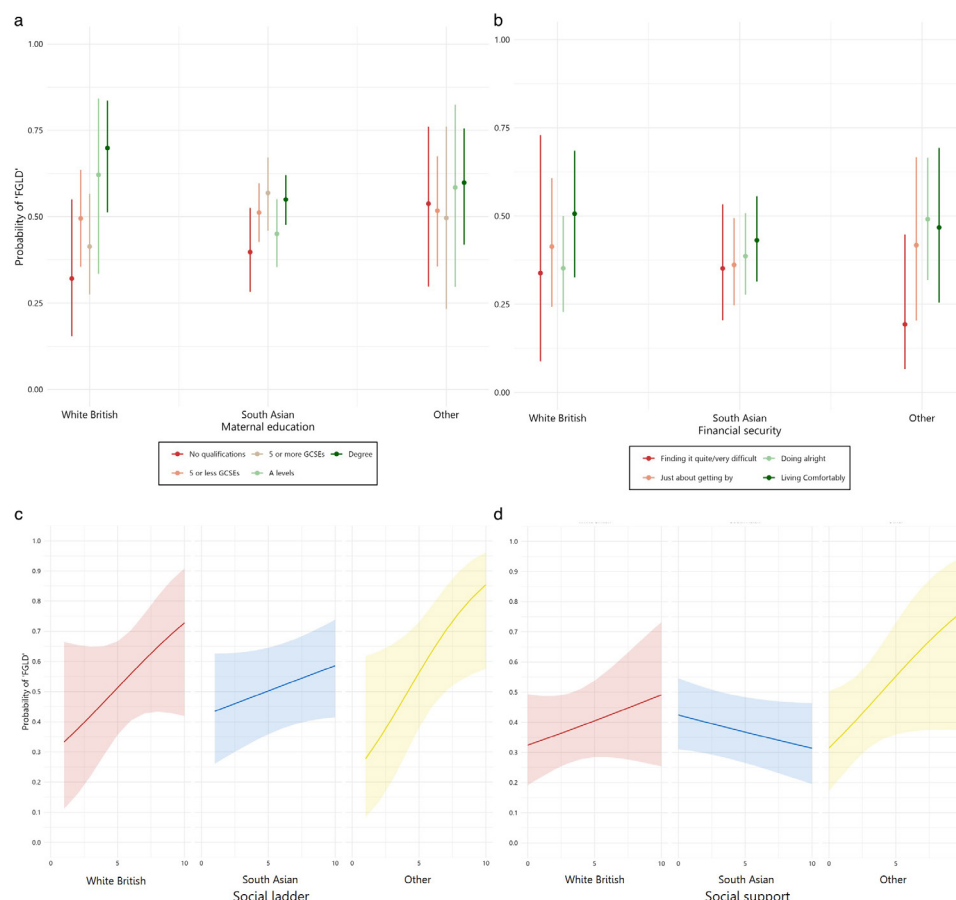 a
1.00
0.75
0.50
0.25
0.00
Probability of 'FGLD'
White British
South Asian
Other
Maternal education
No qualifications
5 or more GCSEs
Degree
5 or less GCSEs
A levels
b
1.00
0.75
0.50
0.25
0.00
White British
South Asian
Other
Financial security
Finding it quite/very difficult
Doing alright
Just about getting by
Living Comfortably
c
1.0
0.9
0.8
0.7
0.6
0.5
0.4
0.3
0.2
0.1
0.0
Probability of 'FGLD'
0 5 10
0 5 10
0 5 10
White British
South Asian
Other
Social ladder
d
1.0
0.9
0.8
0.7
0.6
0.5
0.4
0.3
0.2
0.1
0.0
0 5 10
0 5 10
0 5
White British
South Asian
Other
Social support